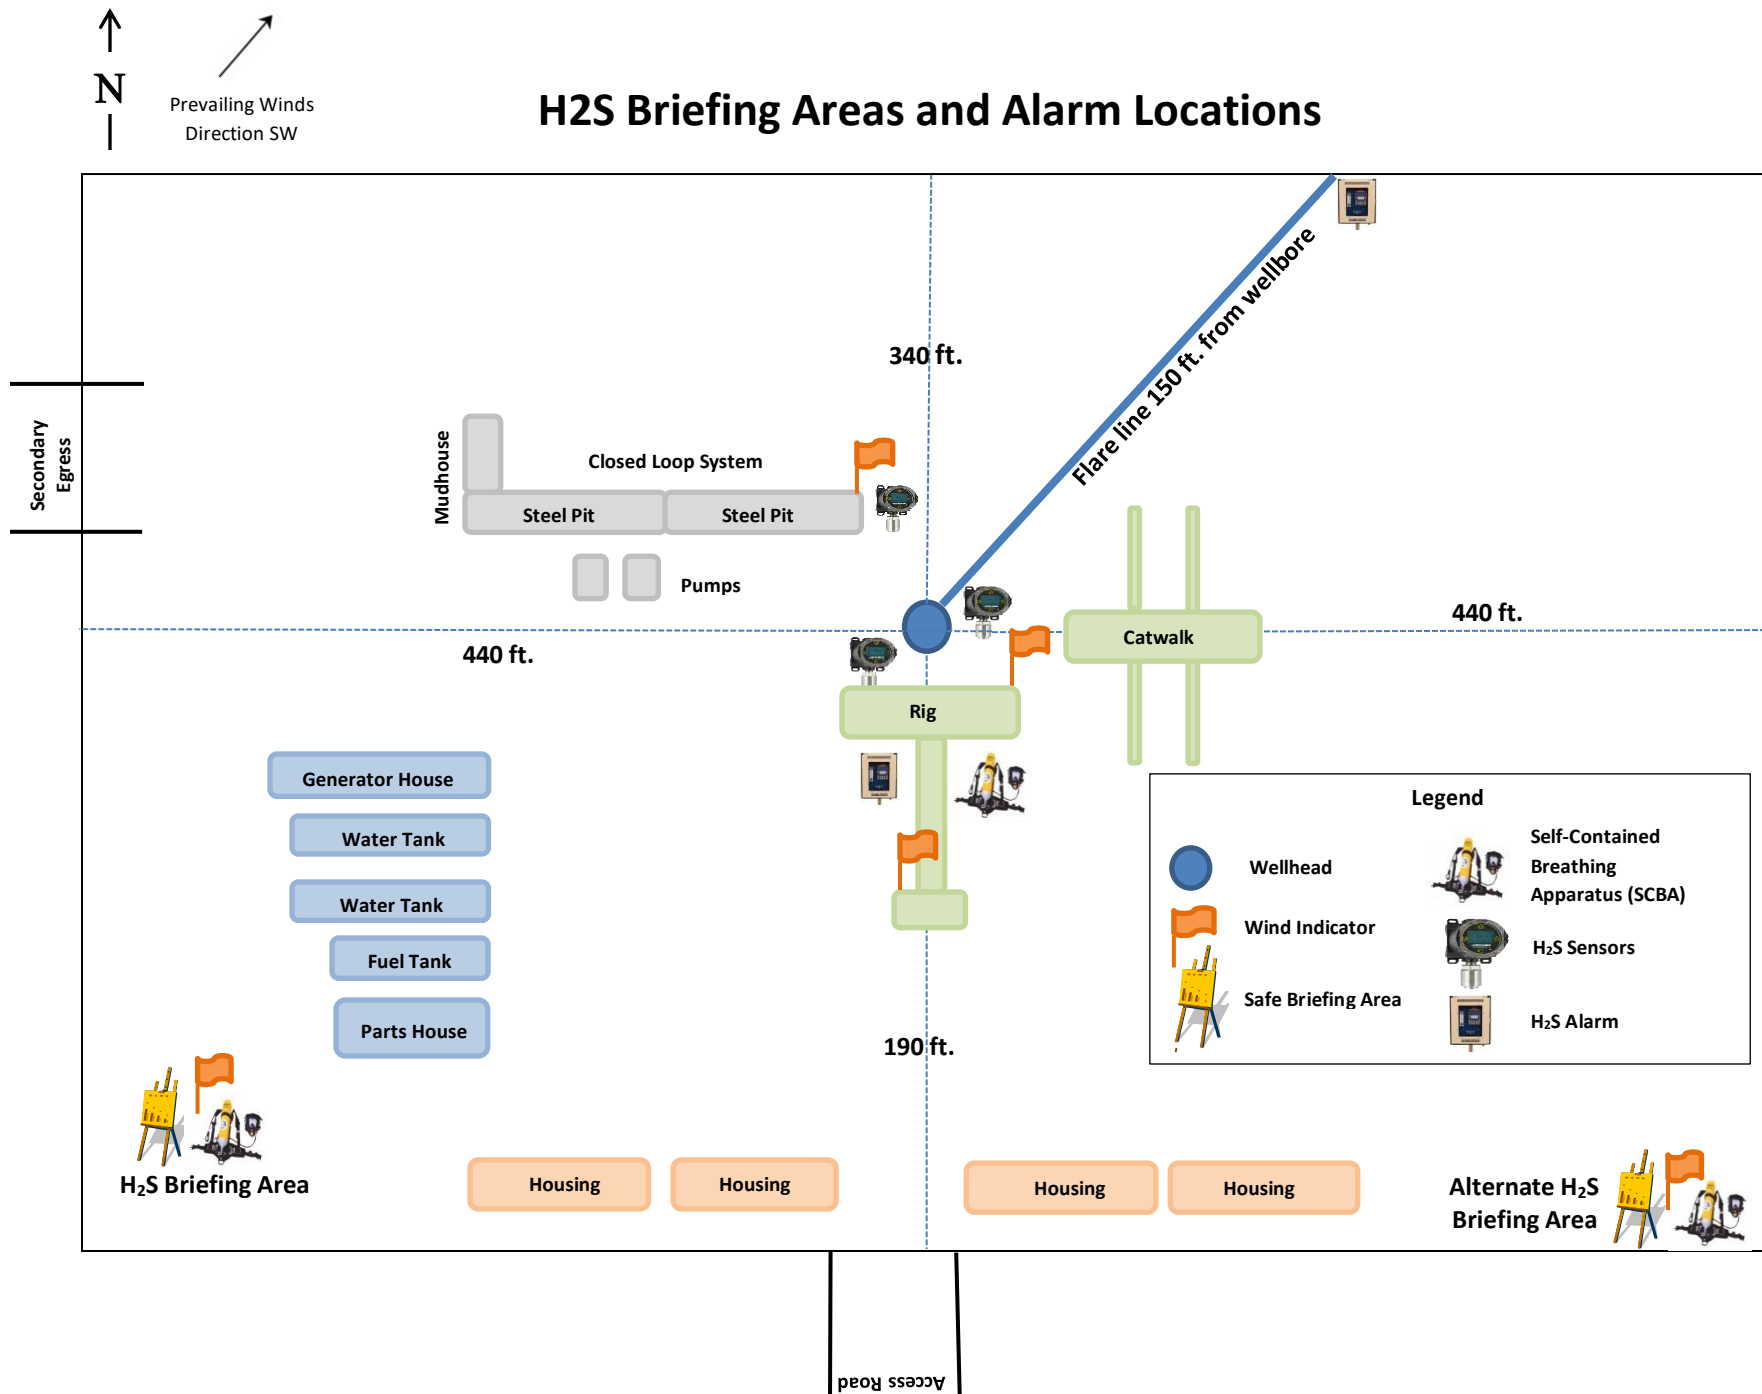 N
Prevailing Winds
Direction SW
H2S Briefing Areas and Alarm Locations
340 ft.
Flare line 150 ft. from wellbore
Secondary
Egress
Mudhouse
Closed Loop System
Steel Pit
Steel Pit
Pumps
440 ft.
Catwalk
440 ft.
Rig
Generator House
Water Tank
Water Tank
Fuel Tank
Parts House
190 ft.
Legend
Wellhead
Wind Indicator
Safe Briefing Area
Self-Contained
Breathing
Apparatus (SCBA)
H₂S Sensors
H₂S Alarm
H₂S Briefing Area
Housing
Housing
Housing
Housing
Alternate H₂S
Briefing Area
Access Road